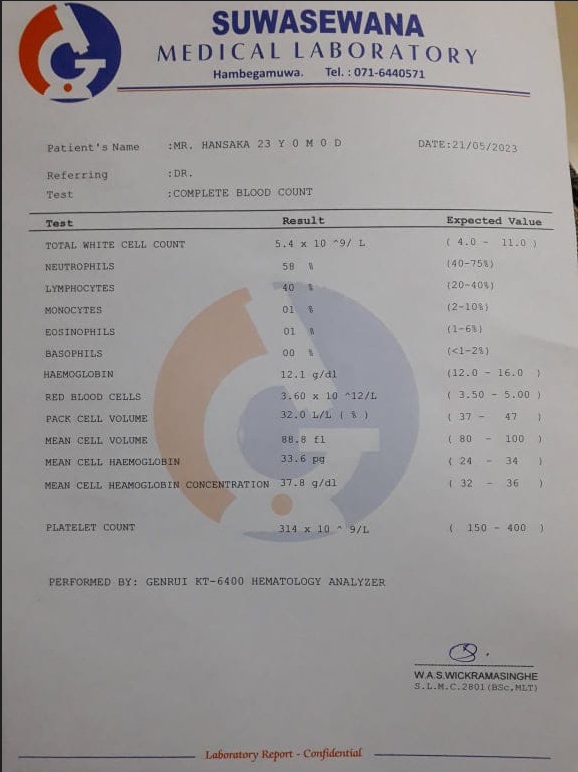 SUWASEWANA
MEDICAL LABORATORY
Hambegamuwa. Tel. : 071-6440571
Patient's Name :MR. HANSAKA 23 Y 0 M 0 D DATE:21/05/2023
Referring :DR.
Test :COMPLETE BLOOD COUNT
Test Result Expected Value
TOTAL WHITE CELL COUNT 5.4 x 10 ^9/ L ( 4.0 - 11.0 )
NEUTROPHILS 58 % (40-75%)
LYMPHOCYTES 40 % (20-40%)
MONOCYTES 01 % (2-10%)
EOSINOPHILS 01 % (1-6%)
BASOPHILS 00 % (<1-2%)
HAEMOGLOBIN 12.1 g/dl (12.0 - 16.0 )
RED BLOOD CELLS 3.60 x 10 ^12/L ( 3.50 - 5.00 )
PACK CELL VOLUME 32.0 L/L ( % ) ( 37 - 47 )
MEAN CELL VOLUME 88.8 fl ( 80 - 100 )
MEAN CELL HAEMOGLOBIN 33.6 pg ( 24 - 34 )
MEAN CELL HEAMOGLOBIN CONCENTRATION 37.8 g/dl ( 32 - 36 )
PLATELET COUNT 314 x 10 ^ 9/L ( 150 - 400 )
PERFORMED BY: GENRUI KT-6400 HEMATOLOGY ANALYZER
W.A.S.WICKRAMASINGHE
S.L.M.C.2801(BSc,MLT)
Laboratory Report - Confidential